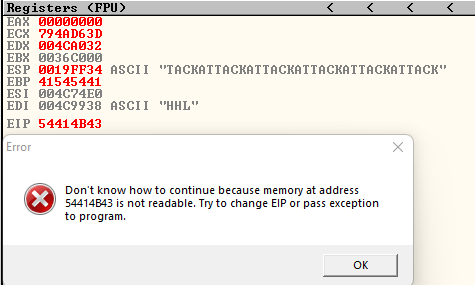 Registers (FPU) < < < <
EAX 00000000
ECX 794AD63D
EDX 004CA032
EBX 0036C000
ESP 0019FF34 ASCII "TACKATTACKATTACKATTACKATTACKATTACK"
EBP 41545441
ESI 004C74E0
EDI 004C9938 ASCII "HHL"
EIP 54414B43
Error
Don't know how to continue because memory at address
54414B43 is not readable. Try to change EIP or pass exception
to program.
OK